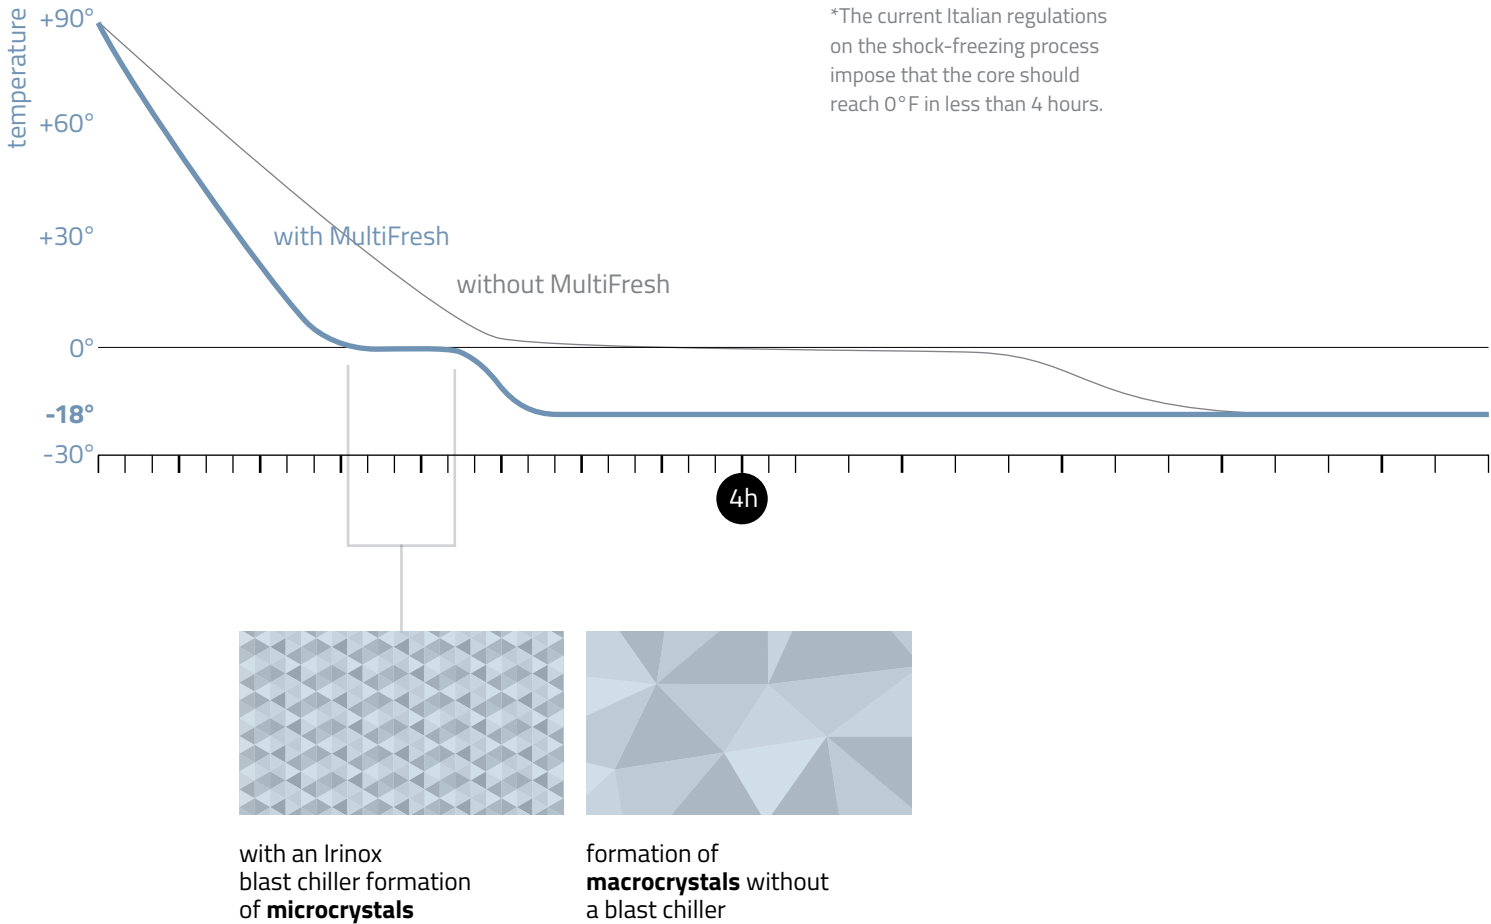 temperature
+90°
+60°
+30°
0°
-18°
-30°
*The current Italian regulations
on the shock-freezing process
impose that the core should
reach 0°F in less than 4 hours.
with MultiFresh
without MultiFresh
4h
with an Irinox
blast chiller formation
of microcrystals
formation of
macrocrystals without
a blast chiller